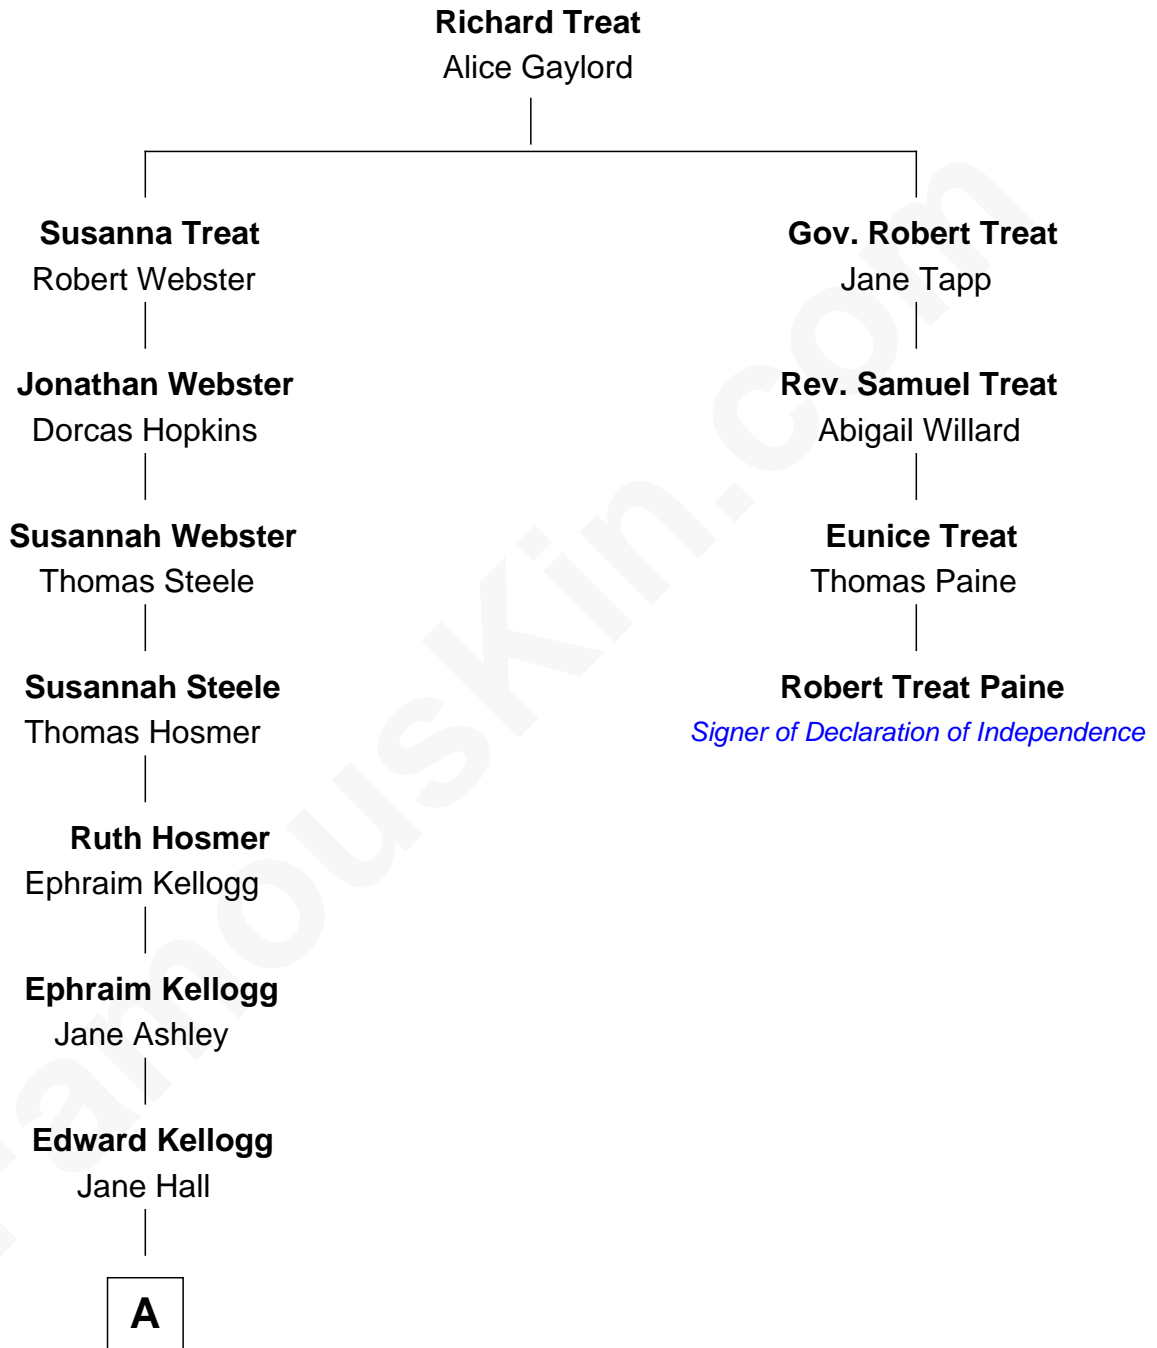 Richard Treat
Alice Gaylord
Susanna Treat
Robert Webster
Gov. Robert Treat
Jane Tapp
Jonathan Webster
Dorcas Hopkins
Rev. Samuel Treat
Abigail Willard
Susannah Webster
Thomas Steele
Eunice Treat
Thomas Paine
Susannah Steele
Thomas Hosmer
Robert Treat Paine
Signer of Declaration of Independence
Ruth Hosmer
Ephraim Kellogg
Ephraim Kellogg
Jane Ashley
Edward Kellogg
Jane Hall
A
FamousKin.com